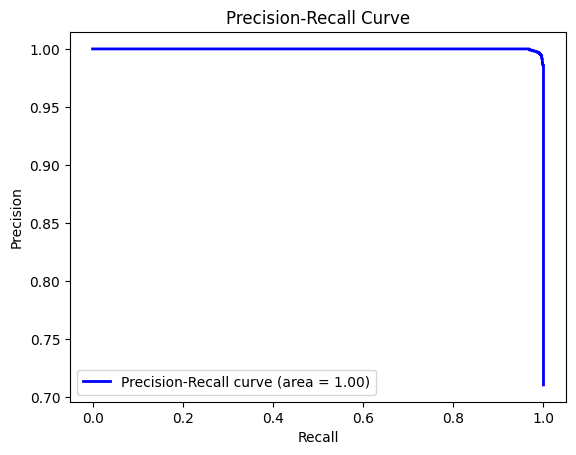 Precision-Recall Curve
1.00
0.95
0.90
0.85
0.80
0.75
0.70
Precision
Precision-Recall curve (area = 1.00)
0.0 0.2 0.4 0.6 0.8 1.0
Recall